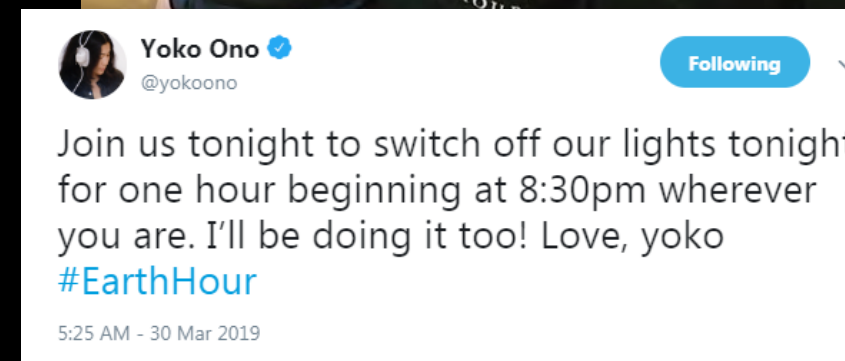 Yoko Ono
@yokoono
Following
Join us tonight to switch off our lights tonight
for one hour beginning at 8:30pm wherever
you are. I'll be doing it too! Love, yoko
#EarthHour
5:25 AM - 30 Mar 2019